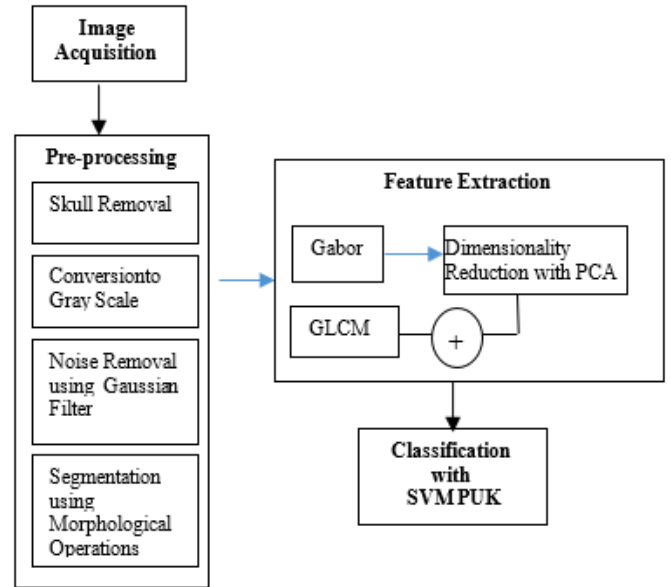 Image
Acquisition
Pre-processing
Skull Removal
Conversionto
Gray Scale
Noise Removal
using Gaussian
Filter
Segmentation
using
Morphological
Operations
Feature Extraction
Gabor
Dimensionality
Reduction with PCA
GLCM
+
Classification
with
SVM PUK